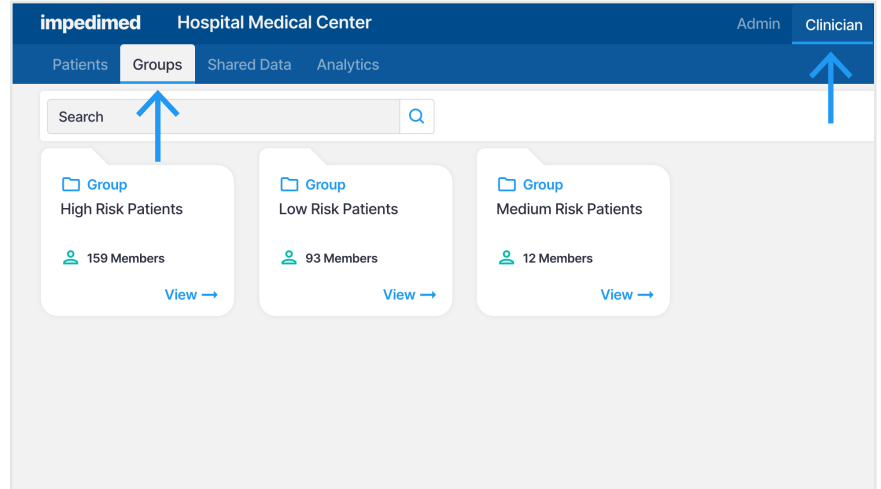 impedimed Hospital Medical Center Admin Clinician
Patients Groups Shared Data Analytics
Search
Group
High Risk Patients
159 Members
View →
Group
Low Risk Patients
93 Members
View →
Group
Medium Risk Patients
12 Members
View →